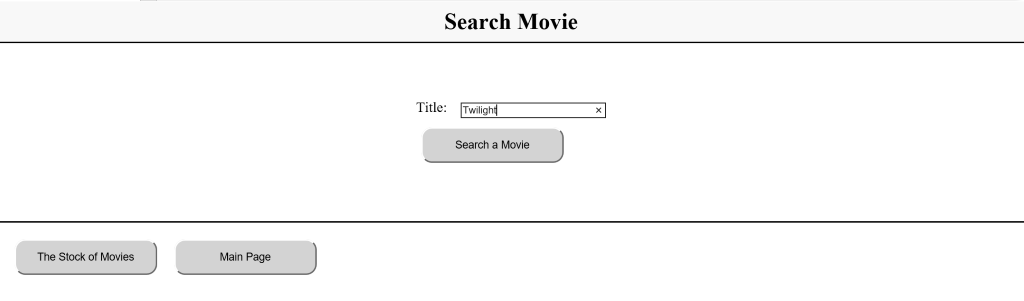 Search Movie
Title: Twilight ×
Search a Movie
The Stock of Movies Main Page